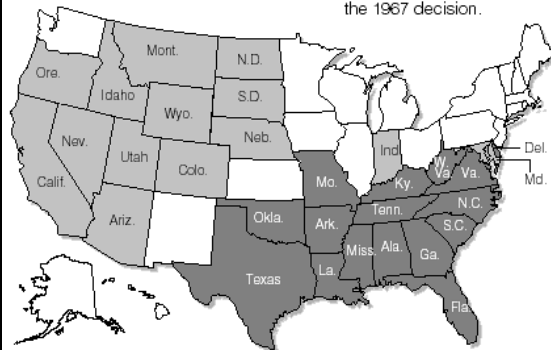 the 1967 decision.
Mont.
N.D.
Ore.
Idaho
S.D.
Wyo.
Nev.
Neb.
Utah
Colo.
Ind.
Del.
Calif.
Mo.
Ky.
W.
Va.
Va.
Md.
Ariz.
Okla.
Ark.
Tenn.
N.C.
S.C.
Texas
La.
Miss.
Ala.
Ga.
Fla.